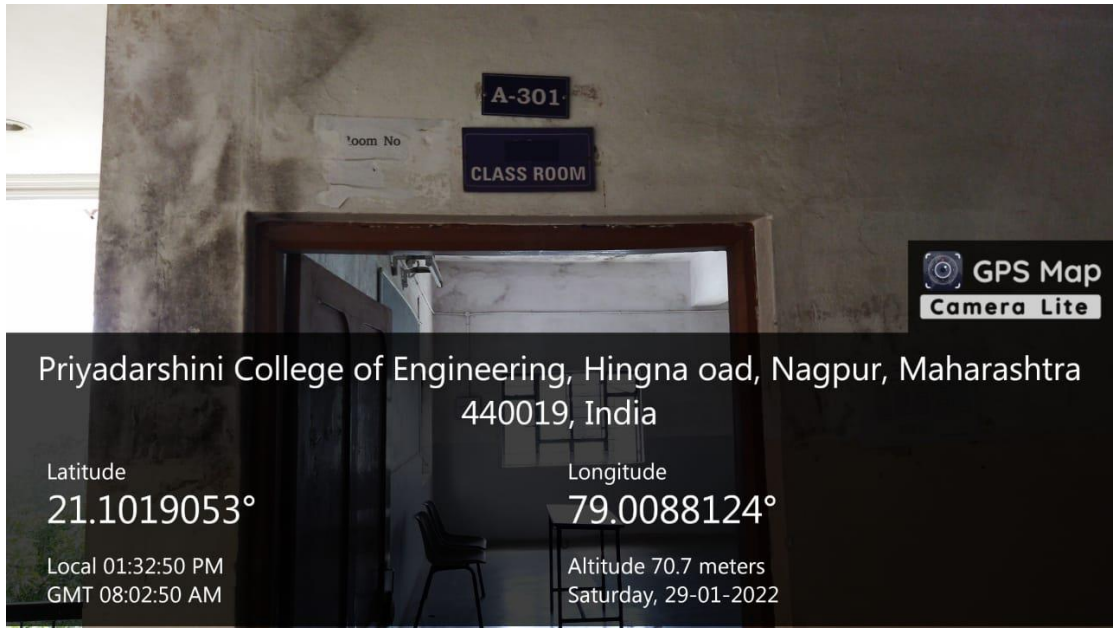 A-301
Room No
CLASS ROOM
GPS Map
Camera Lite
Priyadarshini College of Engineering, Hingna oad, Nagpur, Maharashtra
440019, India
Latitude
21.1019053°
Longitude
79.0088124°
Local 01:32:50 PM
GMT 08:02:50 AM
Altitude 70.7 meters
Saturday, 29-01-2022